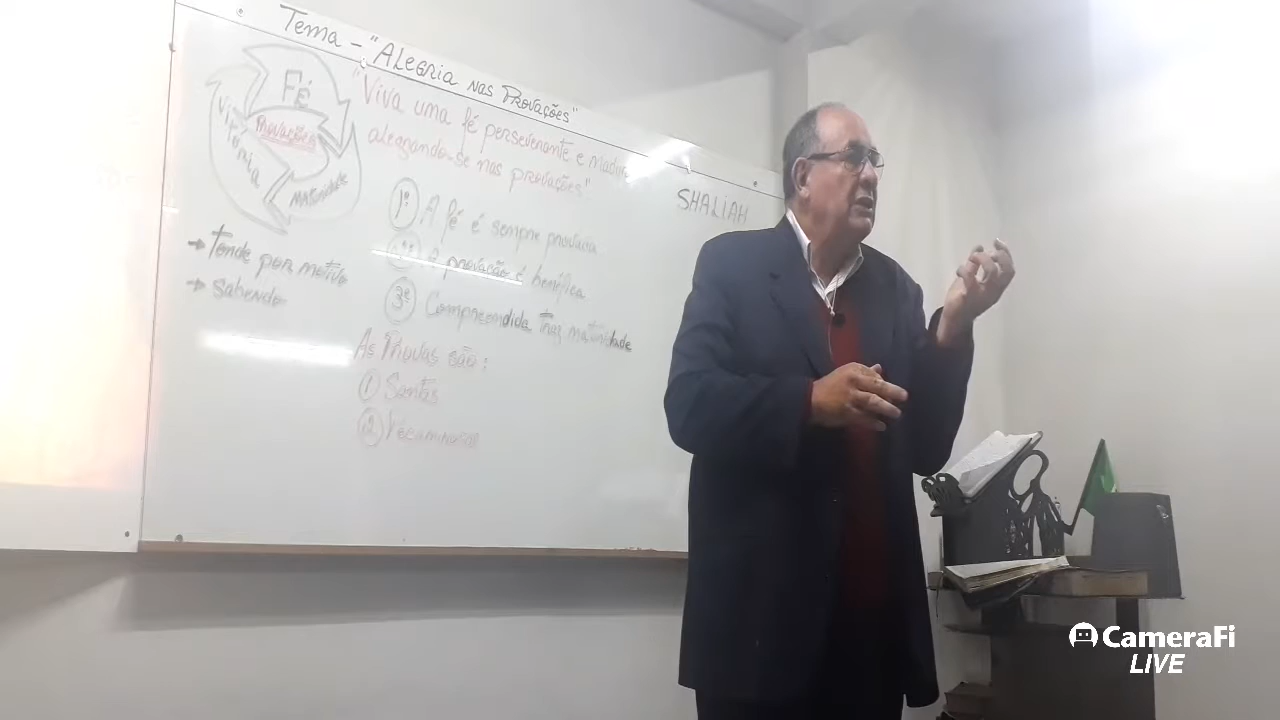 Tema - "Alegria nas Provações"
Fé
Provações
Vitória
Maturidade
"Viva uma fé perseverante e madura
alegrando-se nas provações"
SHALIAH
→ Tende por motivo
→ Sabendo
1º A fé é sempre provada
2º A provação é benéfica
3º Compreendida traz maturidade
As Provas são:
① Santas
②
CameraFi
LIVE